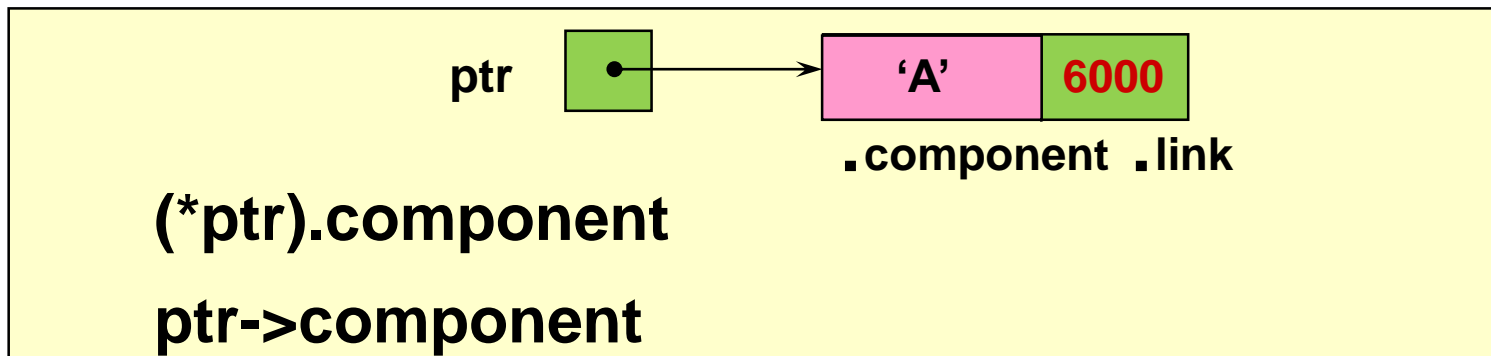 ptr ‘A’ 6000
.component .link
(*ptr).component
ptr->component